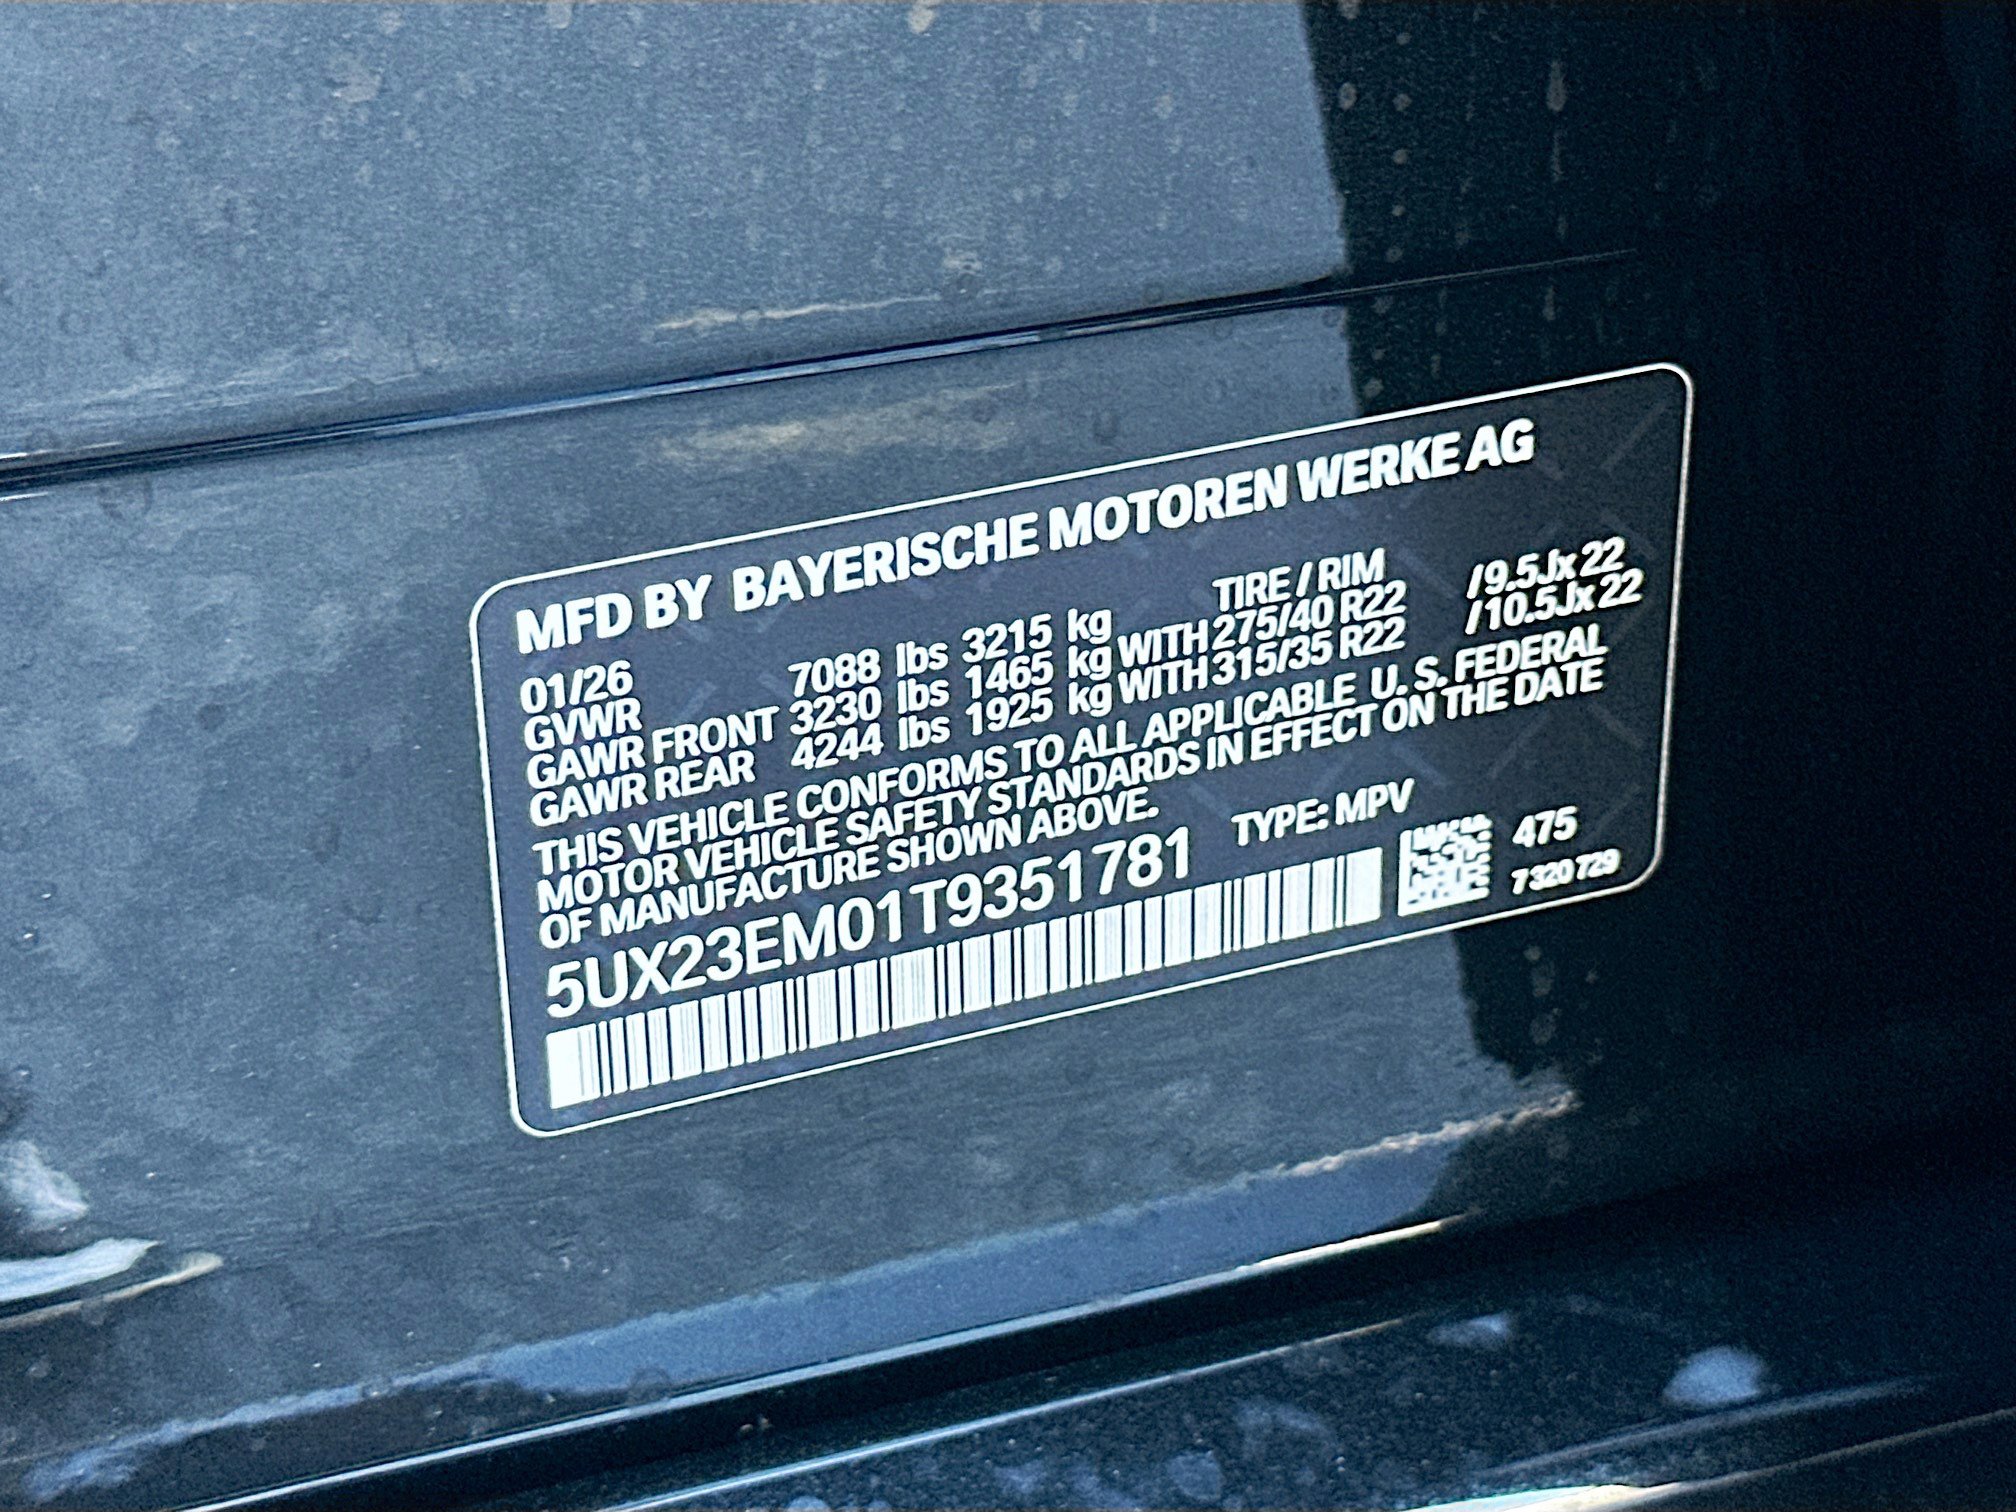 MFD BY BAYERISCHE MOTOREN WERKE AG
01/26 TIRE / RIM
GVWR 7088 lbs 3215 kg
GAWR FRONT 3230 lbs 1465 kg WITH 275/40 R22 /9.5Jx22
GAWR REAR 4244 lbs 1925 kg WITH 315/35 R22 /10.5Jx22
THIS VEHICLE CONFORMS TO ALL APPLICABLE U. S. FEDERAL
MOTOR VEHICLE SAFETY STANDARDS IN EFFECT ON THE DATE
OF MANUFACTURE SHOWN ABOVE.
5UX23EM01T9351781 TYPE: MPV
475
7 320 729